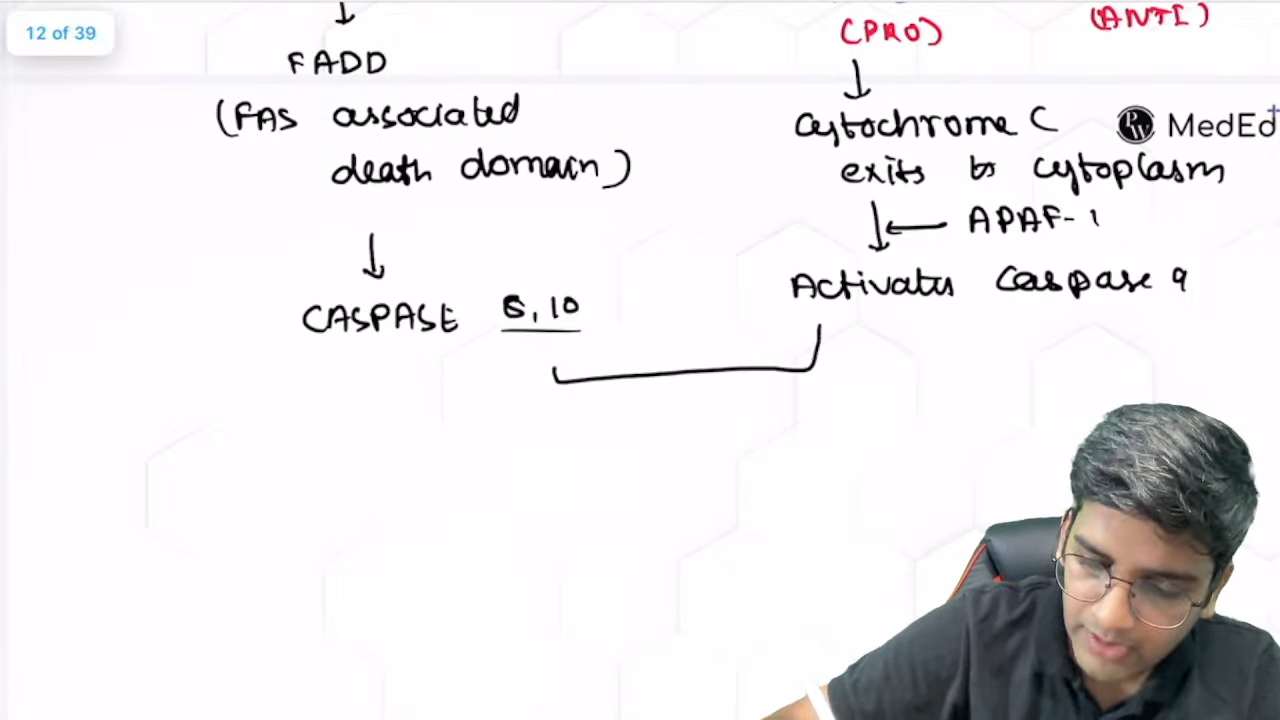 12 of 39
FADD
(FAS associated
death domain)
CASPASE 8, 10
(PRO)
(ANTI)
Cytochrome C
exits to cytoplasm
APAF-1
Activates Caspase 9
PW MedEd+